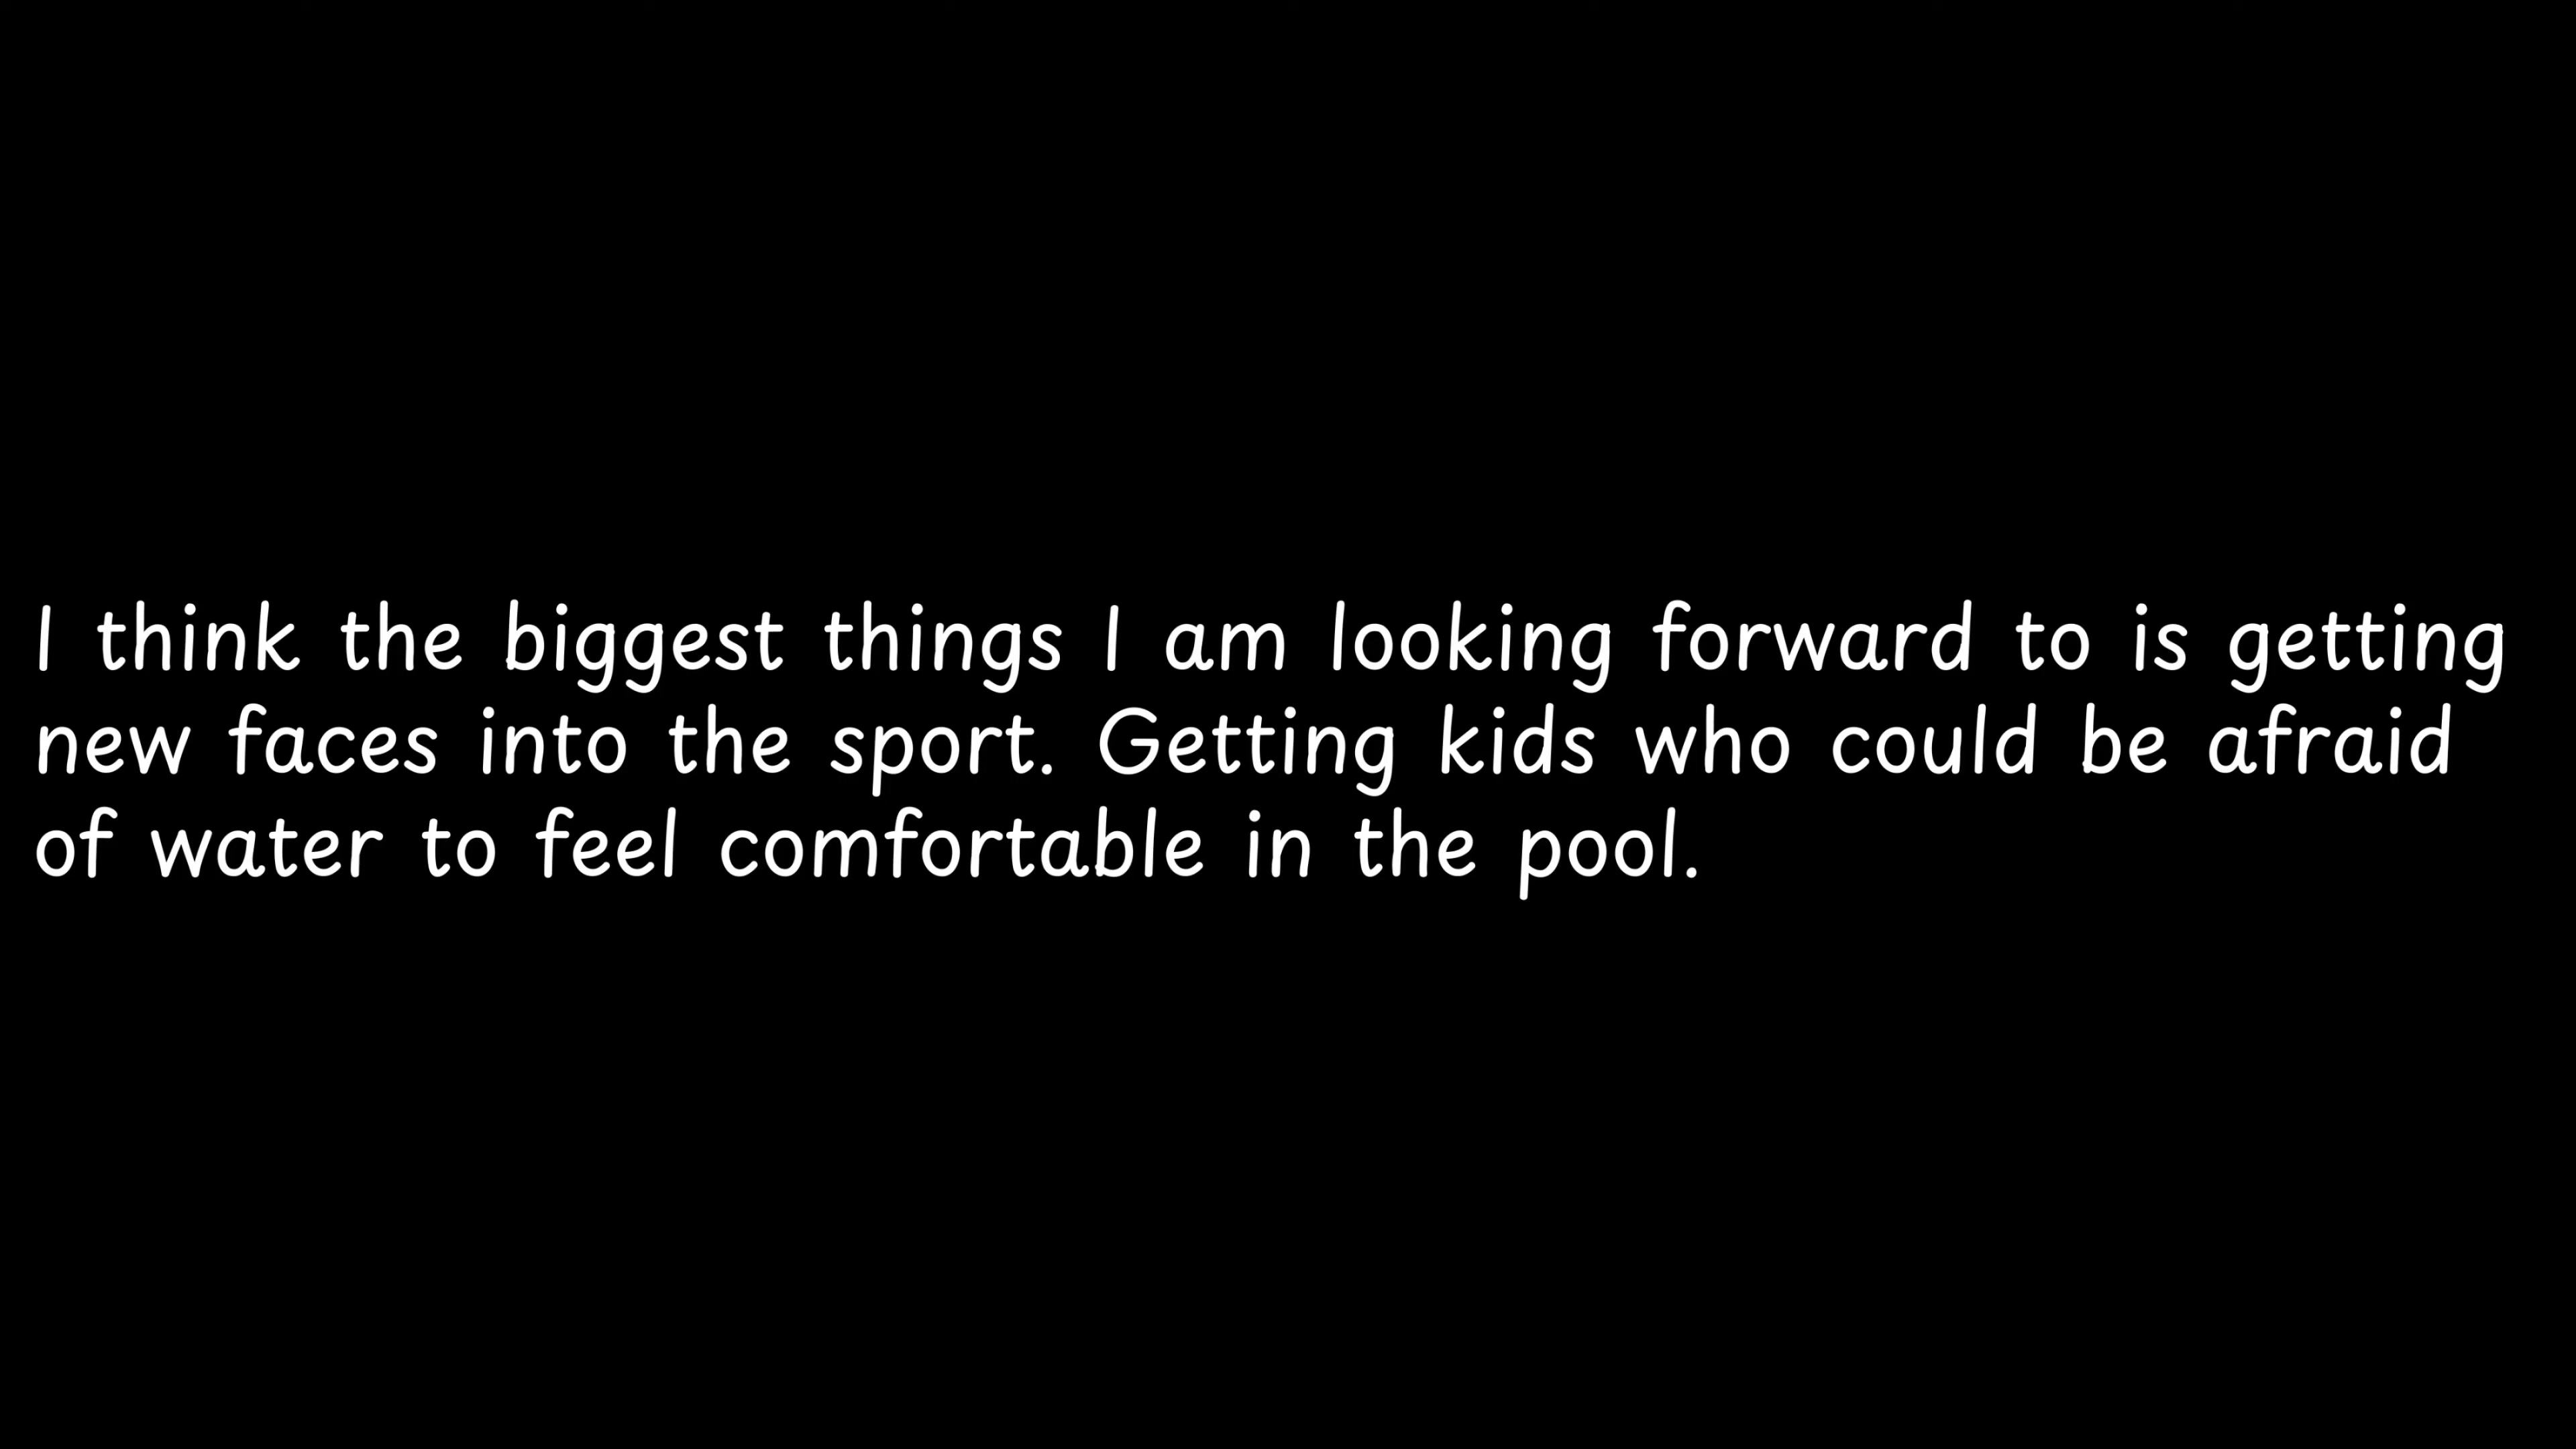 I think the biggest things I am looking forward to is getting
new faces into the sport. Getting kids who could be afraid
of water to feel comfortable in the pool.